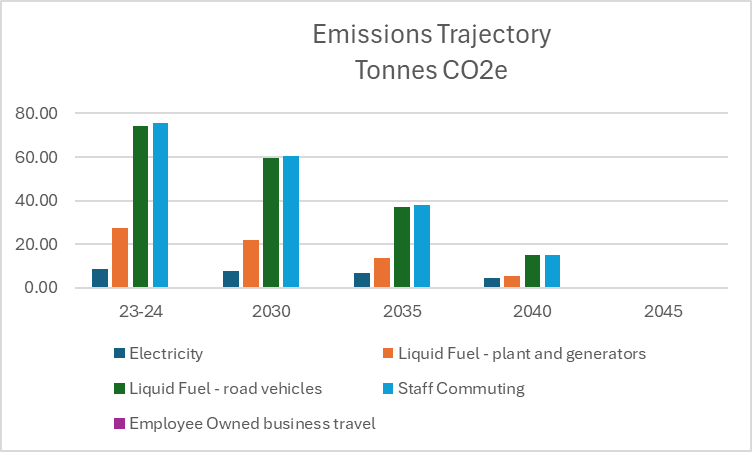 Emissions Trajectory
Tonnes CO2e
80.00
60.00
40.00
20.00
0.00
23-24 2030 2035 2040 2045
Electricity Liquid Fuel - plant and generators
Liquid Fuel - road vehicles Staff Commuting
Employee Owned business travel